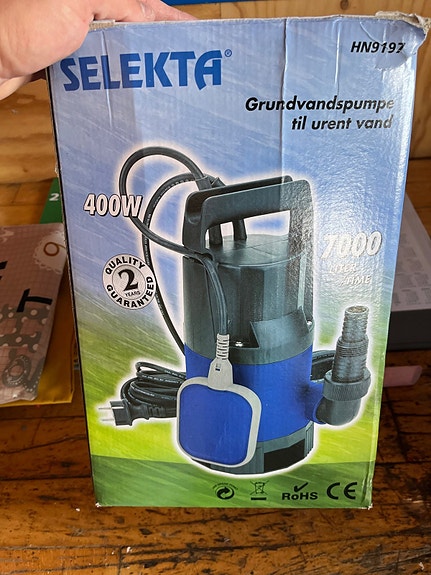 SELEKTA®
HN9197
Grundvandspumpe
til urent vand
400W
7000
QUALITY
2
YEARS
GUARANTEED
RoHS
CE